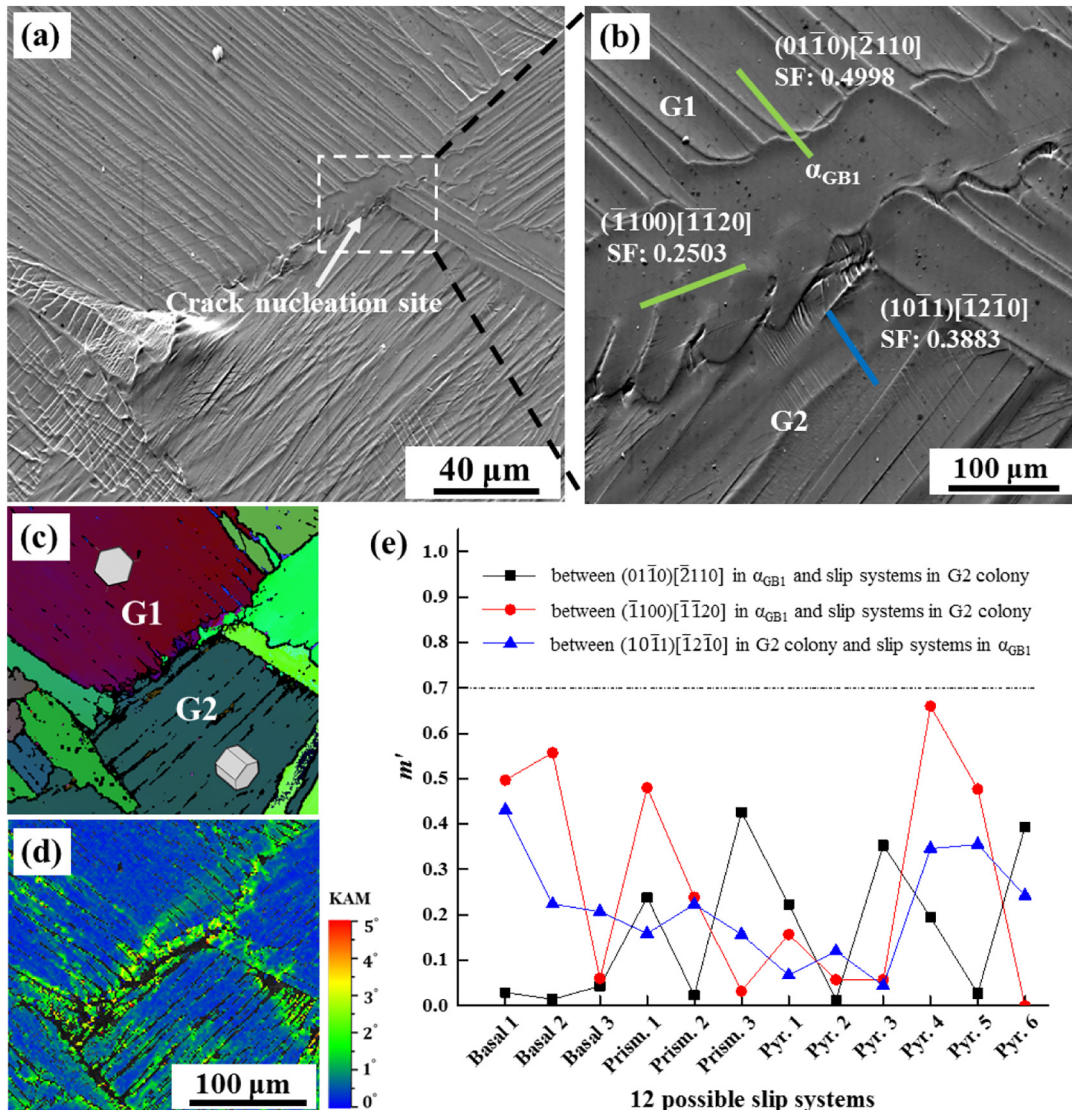 (a)
Crack nucleation site
40 μm
(b)
(011̅0)[2̅110]
SF: 0.4998
G1
α_GB1
(1̅100)[1̅1̅20]
SF: 0.2503
(101̅1)[1̅21̅0]
SF: 0.3883
G2
100 μm
(c)
G1
G2
(d)
KAM
5°
4°
3°
2°
1°
0°
100 μm
(e)
between (011̅0)[2̅110] in α_GB1 and slip systems in G2 colony
between (1̅100)[1̅1̅20] in α_GB1 and slip systems in G2 colony
between (101̅1)[1̅21̅0] in G2 colony and slip systems in α_GB1
m'
1.0
0.9
0.8
0.7
0.6
0.5
0.4
0.3
0.2
0.1
0.0
Basal 1
Basal 2
Basal 3
Prism. 1
Prism. 2
Prism. 3
Pyr. 1
Pyr. 2
Pyr. 3
Pyr. 4
Pyr. 5
Pyr. 6
12 possible slip systems